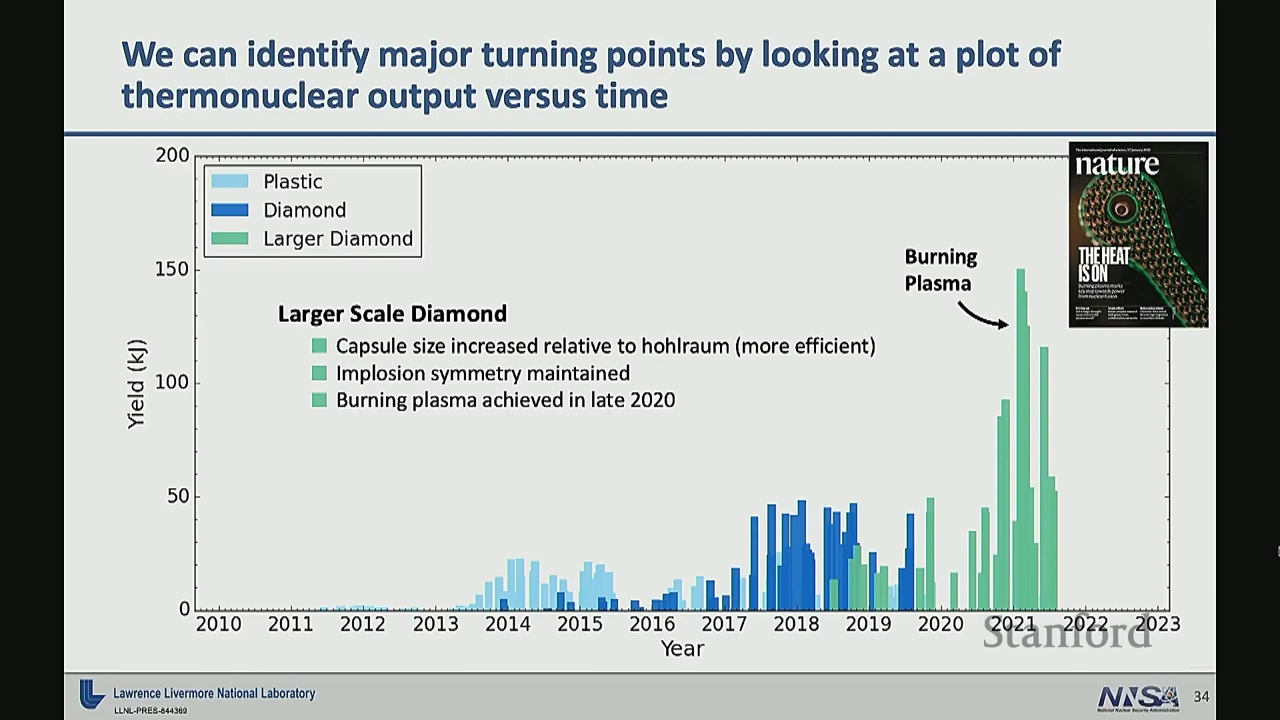 We can identify major turning points by looking at a plot of
thermonuclear output versus time
200
150
100
50
0
Yield (kJ)
Plastic
Diamond
Larger Diamond
Larger Scale Diamond
Capsule size increased relative to hohlraum (more efficient)
Implosion symmetry maintained
Burning plasma achieved in late 2020
Burning
Plasma
nature
THE HEAT
IS ON
2010 2011 2012 2013 2014 2015 2016 2017 2018 2019 2020 2021 2022 2023
Year
Stanford
Lawrence Livermore National Laboratory
LLNL-PRES-844369
NNSA
National Nuclear Security Administration
34